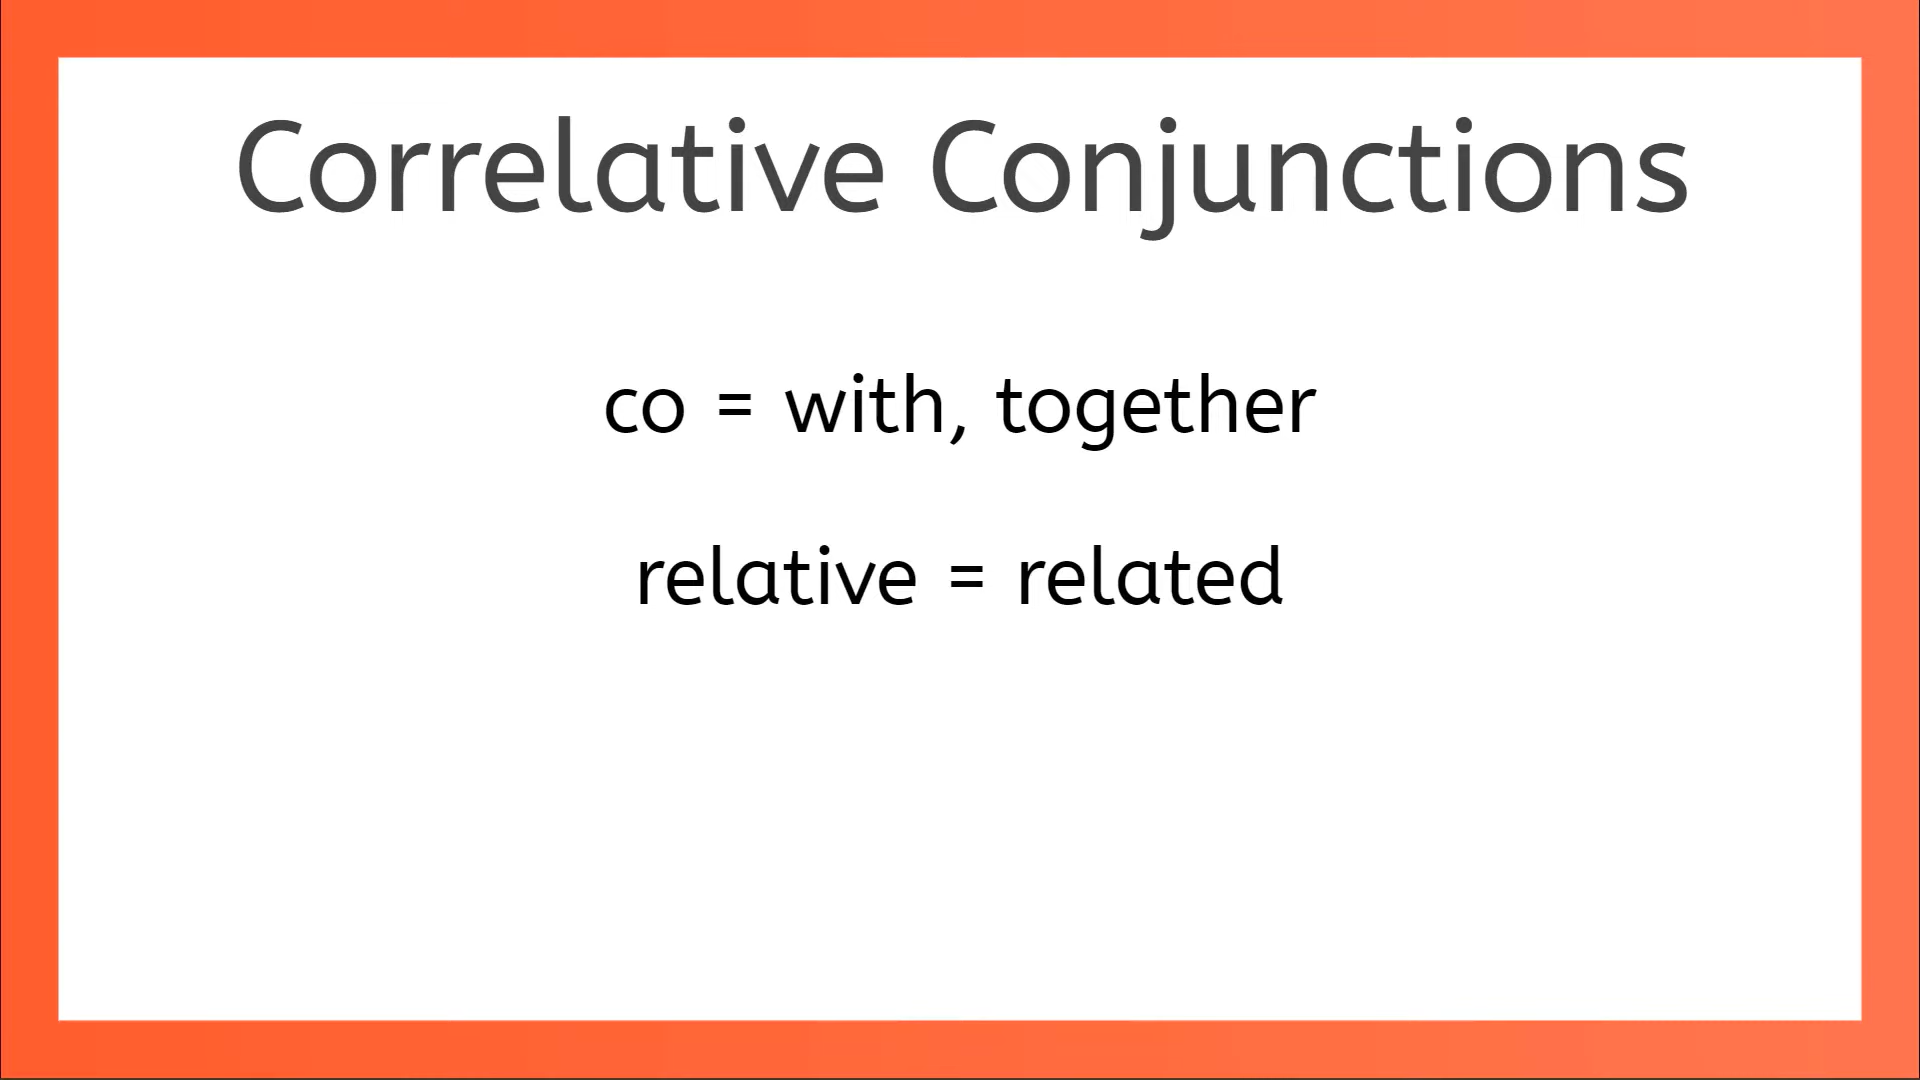 Correlative Conjunctions
co = with, together
relative = related